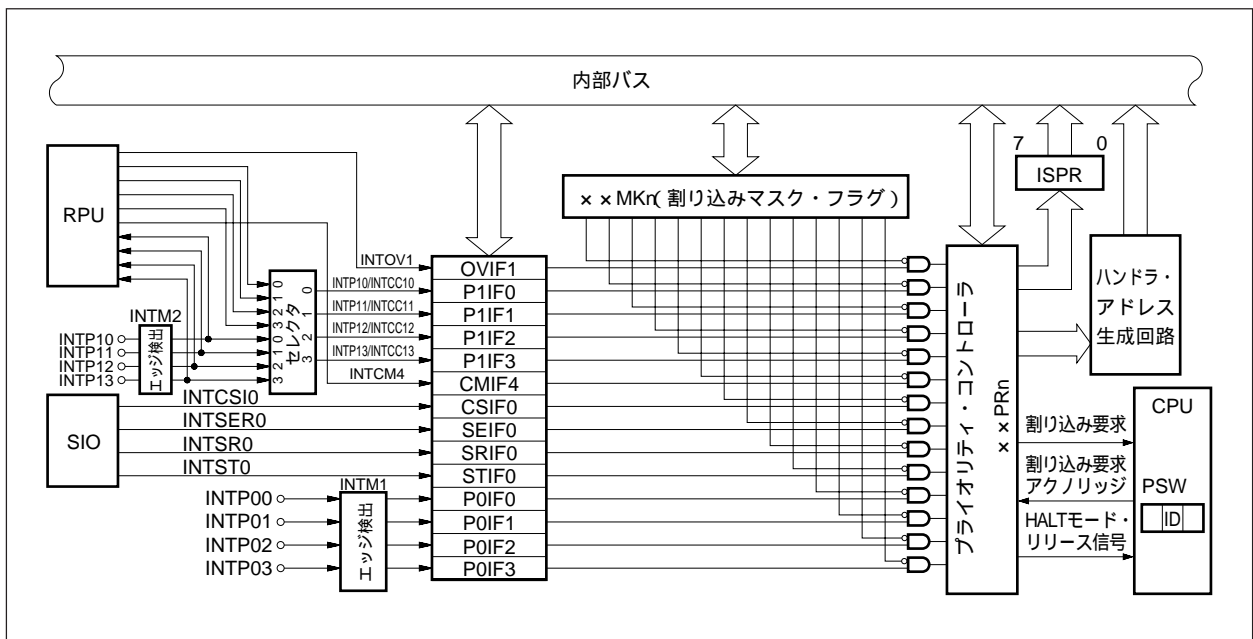 内部バス
RPU
INTM2
エッジ検出
INTP10
INTP11
INTP12
INTP13
0
1
2
3
0
1
2
3
セレクタ
0
1
2
3
SIO
INTCSI0
INTSER0
INTSR0
INTST0
INTP00
INTP01
INTP02
INTP03
INTM1
エッジ検出
INTOV1
INTP10/INTCC10
INTP11/INTCC11
INTP12/INTCC12
INTP13/INTCC13
INTCM4
OVIF1
P1IF0
P1IF1
P1IF2
P1IF3
CMIF4
CSIF0
SEIF0
SRIF0
STIF0
P0IF0
P0IF1
P0IF2
P0IF3
××MKn(割り込みマスク・フラグ)
プライオリティ・コントローラ
××PRn
7 0
ISPR
ハンドラ・
アドレス
生成回路
割り込み要求
割り込み要求
アクノリッジ
HALTモード・
リリース信号
CPU
PSW
ID